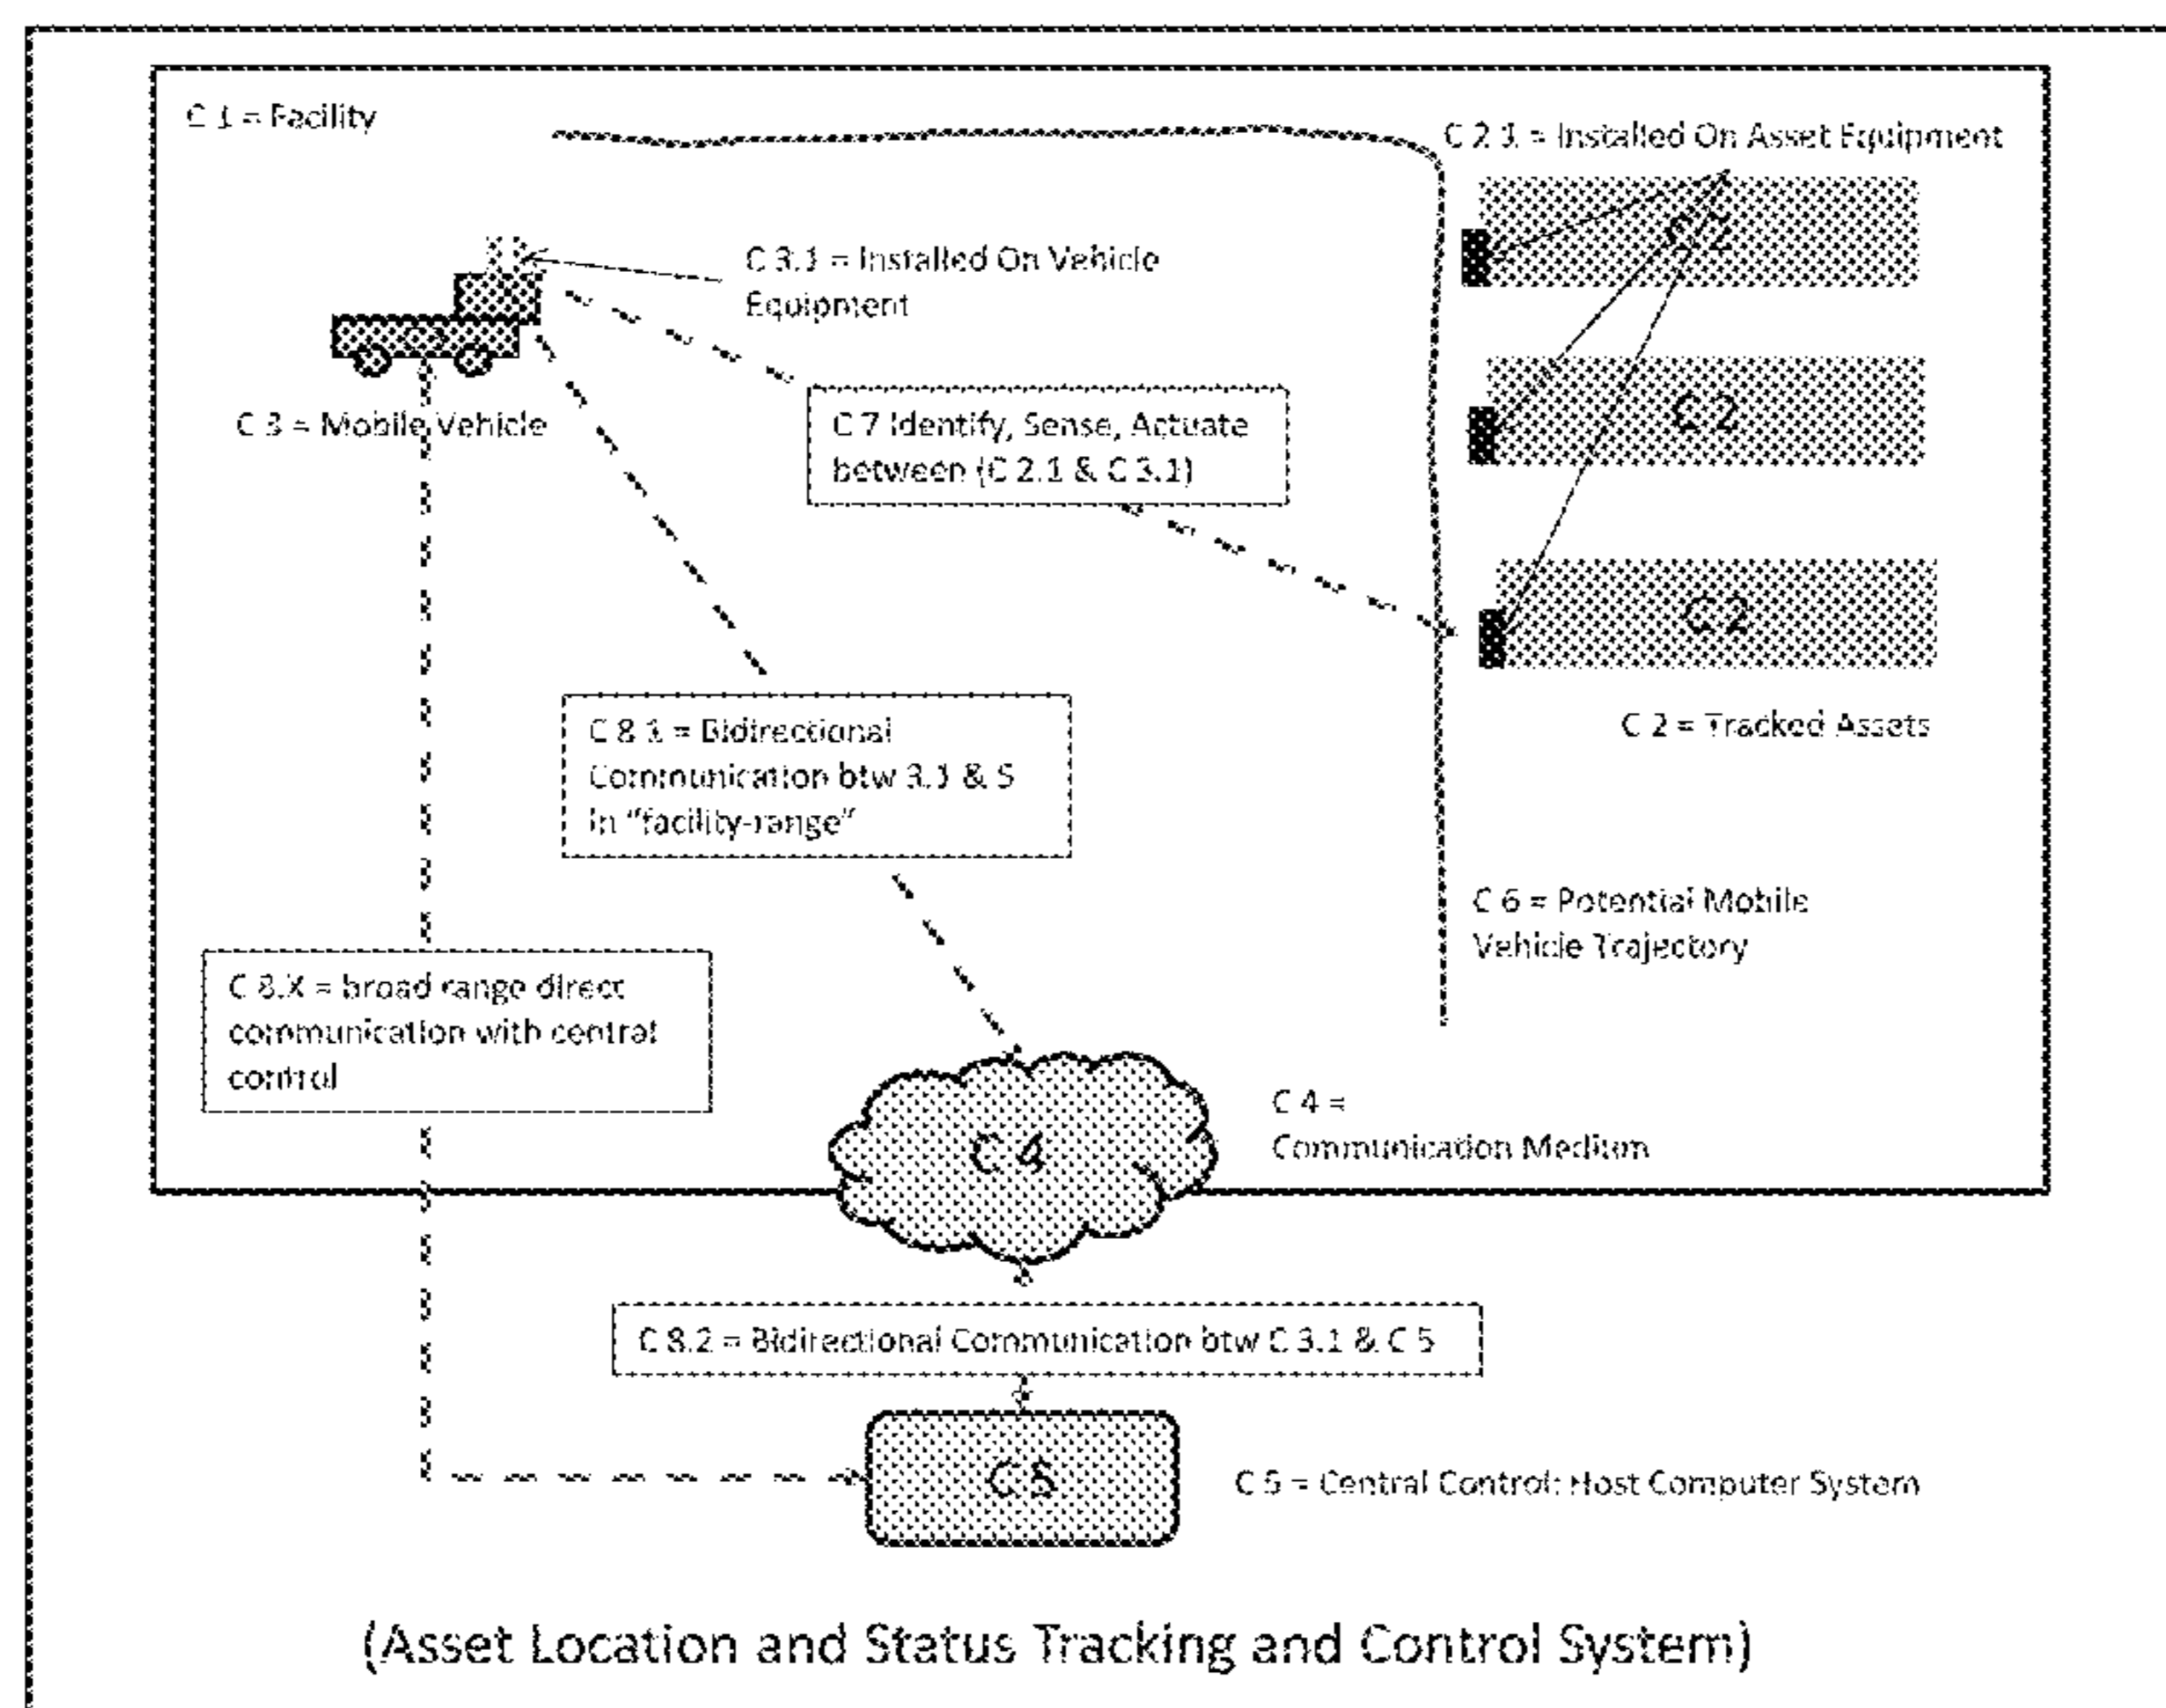 C 1 = Facility
C 2 1 = Installed On Asset Equipment
C 2
C 3.1 = Installed On Vehicle
Equipment
C 3 = Mobile Vehicle
C 7 Identify, Sense, Actuate
between (C 2.1 & C 3.1)
C 2
C 2
C 2 = Tracked Assets
C 8 1 = Bidirectional
Communication btw 3.1 & 5
in “facility-range”
C 6 = Potential Mobile
Vehicle Trajectory
C 8.X = broad range direct
communication with central
control
C 4 =
Communication Medium
C 4
C 8.2 = Bidirectional Communication btw C 3.1 & C 5
C 5
C 5 = Central Control: Host Computer System
(Asset Location and Status Tracking and Control System)